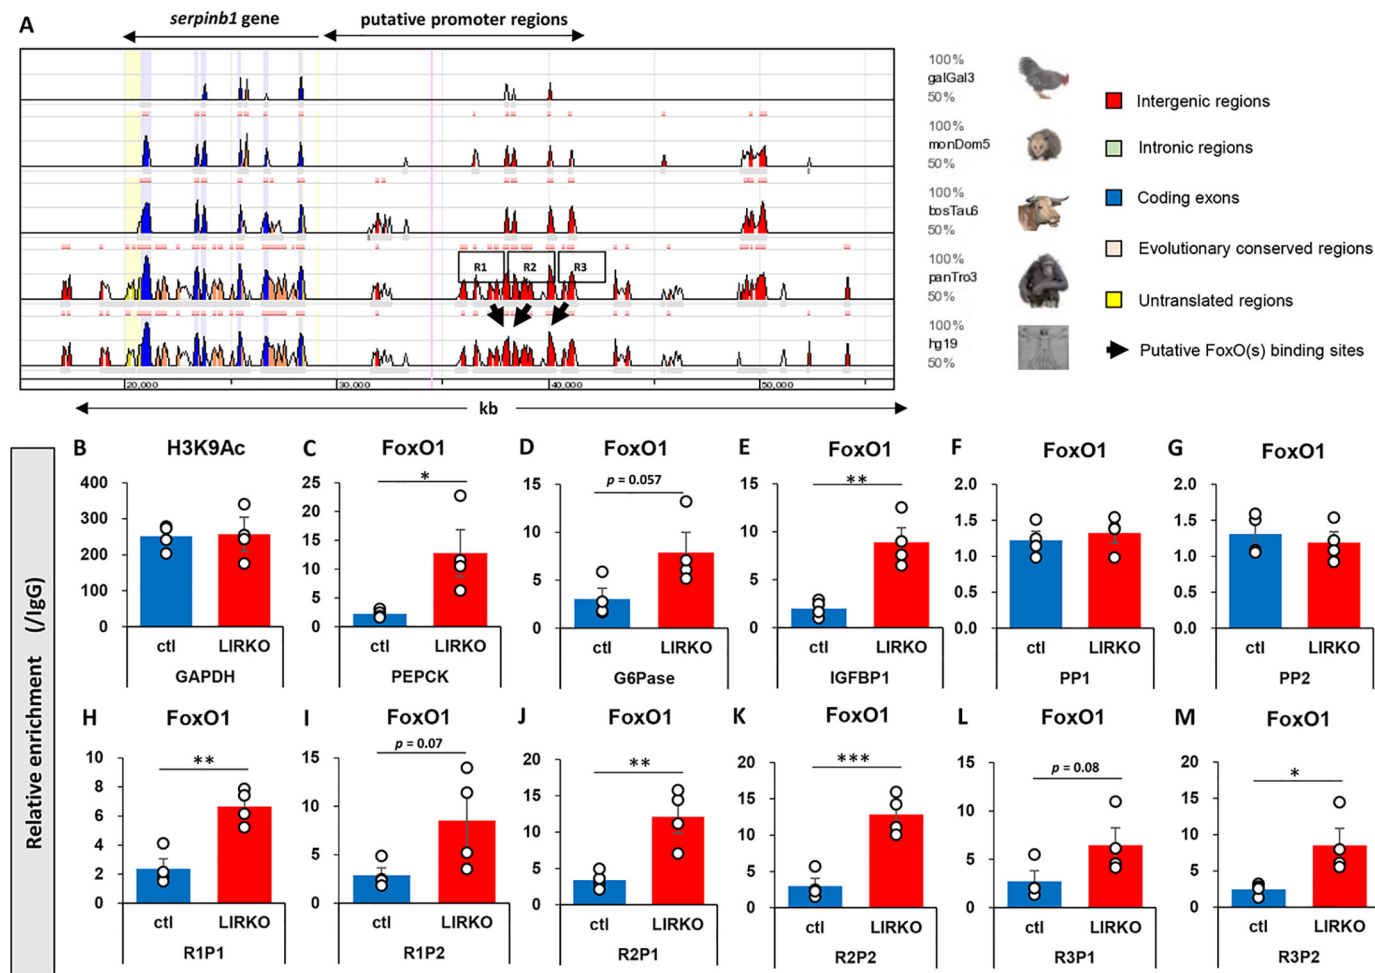 A
serpinb1 gene
putative promoter regions
100%
galGal3
50%
100%
monDom5
50%
100%
bosTau6
50%
100%
panTro3
50%
100%
hg19
50%
R1 R2 R3
20,000 30,000 40,000 50,000
kb
Intergenic regions
Intronic regions
Coding exons
Evolutionary conserved regions
Untranslated regions
Putative FoxO(s) binding sites
Relative enrichment (/IgG)
B
H3K9Ac
400
300
200
100
0
ctl LIRKO
GAPDH
C
FoxO1
*
25
20
15
10
5
0
ctl LIRKO
PEPCK
D
FoxO1
p = 0.057
15
10
5
0
ctl LIRKO
G6Pase
E
FoxO1
**
15
10
5
0
ctl LIRKO
IGFBP1
F
FoxO1
2.0
1.5
1.0
0.5
0.0
ctl LIRKO
PP1
G
FoxO1
2.0
1.5
1.0
0.5
0.0
ctl LIRKO
PP2
H
FoxO1
**
10
8
6
4
2
0
ctl LIRKO
R1P1
I
FoxO1
p = 0.07
15
10
5
0
ctl LIRKO
R1P2
J
FoxO1
**
20
15
10
5
0
ctl LIRKO
R2P1
K
FoxO1
***
20
15
10
5
0
ctl LIRKO
R2P2
L
FoxO1
p = 0.08
15
10
5
0
ctl LIRKO
R3P1
M
FoxO1
*
20
15
10
5
0
ctl LIRKO
R3P2